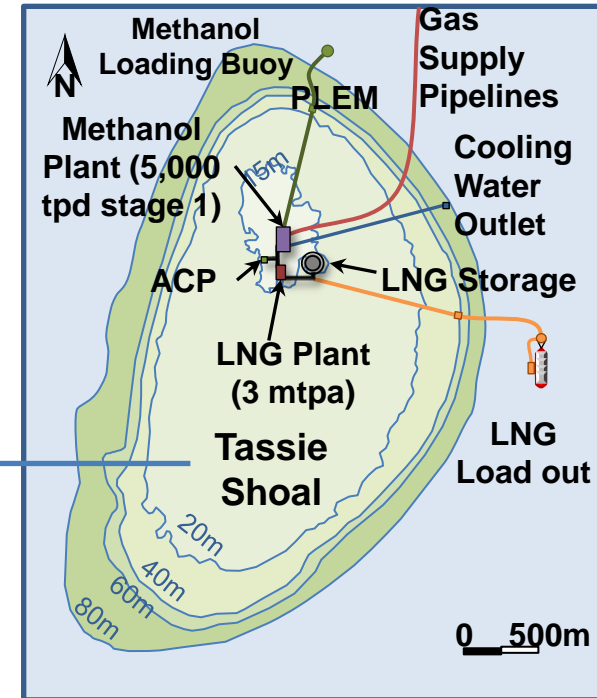 Methanol
Loading Buoy
Gas
Supply
Pipelines
N
PLEM
Methanol
Plant (5,000
tpd stage 1)
15m
Cooling
Water
Outlet
ACP
LNG Storage
LNG Plant
(3 mtpa)
LNG
Load out
Tassie
Shoal
20m
40m
60m
80m
0 500m